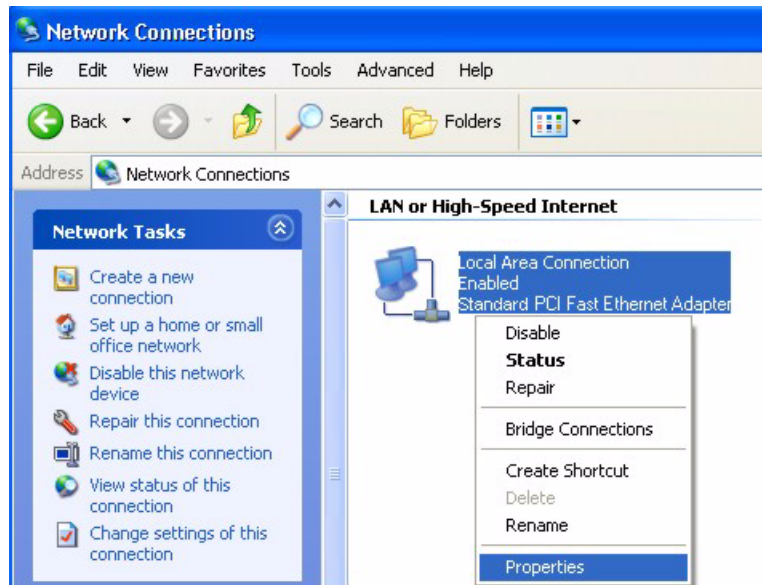 Network Connections
File Edit View Favorites Tools Advanced Help
Back Search Folders
Address Network Connections
Network Tasks
Create a new
connection
Set up a home or small
office network
Disable this network
device
Repair this connection
Rename this connection
View status of this
connection
Change settings of this
connection
LAN or High-Speed Internet
Local Area Connection
Enabled
Standard PCI Fast Ethernet Adapter
Disable
Status
Repair
Bridge Connections
Create Shortcut
Delete
Rename
Properties